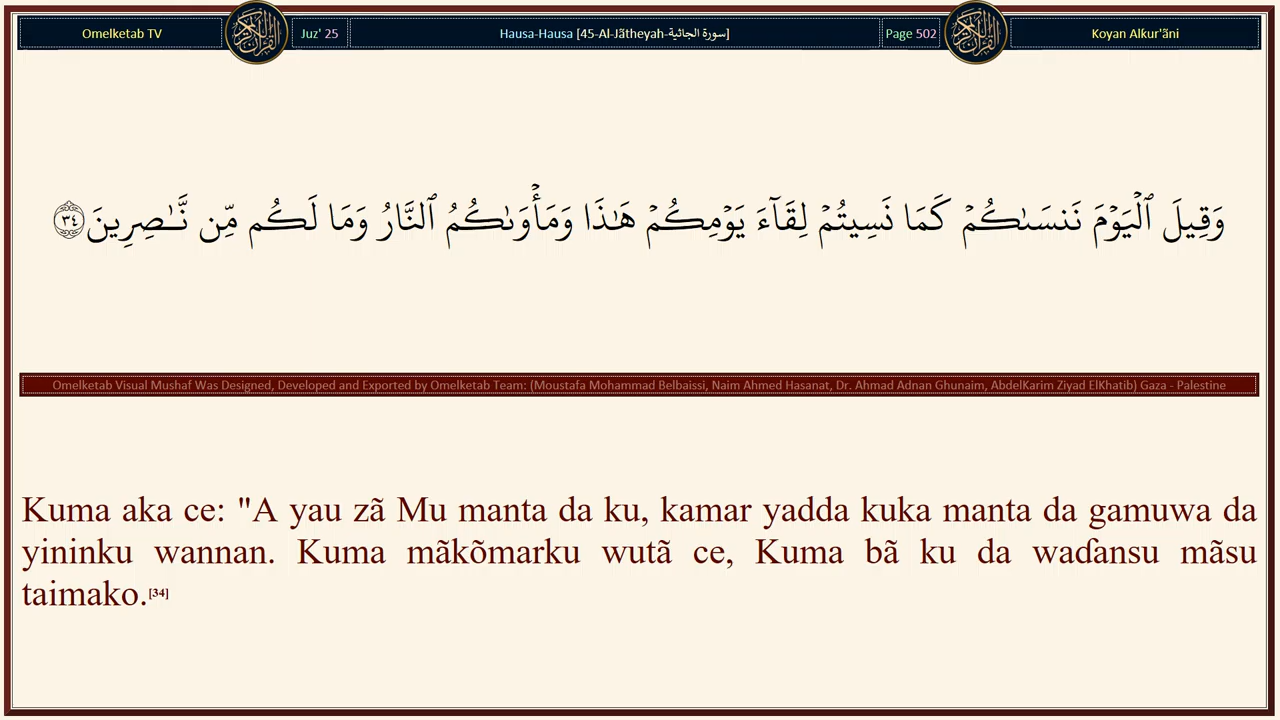 Omelketab TV
Juz' 25
Hausa-Hausa [45-Al-Jãtheyah-سورة الجاثية]
Page 502
Koyan Alƙur'ãni
وَقِيلَ ٱلْيَوْمَ نَنسَىٰكُمْ كَمَا نَسِيتُمْ لِقَآءَ يَوْمِكُمْ هَـٰذَا وَمَأْوَىٰكُمُ ٱلنَّارُ وَمَا لَكُم مِّن نَّـٰصِرِينَ ٣٤
Omelketab Visual Mushaf Was Designed, Developed and Exported by Omelketab Team: (Moustafa Mohammad Belbaissi, Naim Ahmed Hasanat, Dr. Ahmad Adnan Ghunaim, AbdelKarim Ziyad ElKhatib) Gaza - Palestine
Kuma aka ce: "A yau zã Mu manta da ku, kamar yadda kuka manta da gamuwa da
yininku wannan. Kuma mãkõmarku wutã ce, Kuma bã ku da waɗansu mãsu
taimako.[34]